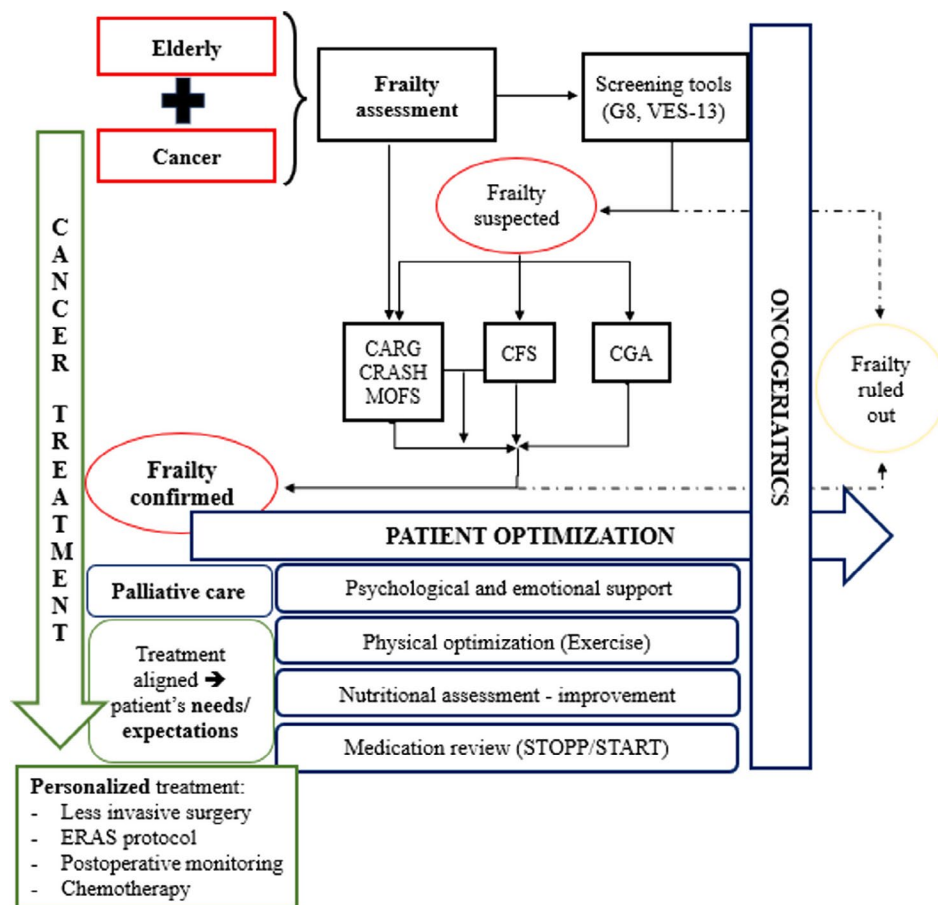 Elderly
Cancer
Frailty
assessment
Screening tools
(G8, VES-13)
Frailty
suspected
CARG
CRASH
MOFS
CFS
CGA
Frailty
ruled
out
Frailty
confirmed
CANCER TREATMENT
ONCOGERIATRICS
PATIENT OPTIMIZATION
Palliative care
Psychological and emotional support
Treatment
aligned ➔
patient's needs/
expectations
Physical optimization (Exercise)
Nutritional assessment - improvement
Medication review (STOPP/START)
Personalized treatment:
- Less invasive surgery
- ERAS protocol
- Postoperative monitoring
- Chemotherapy